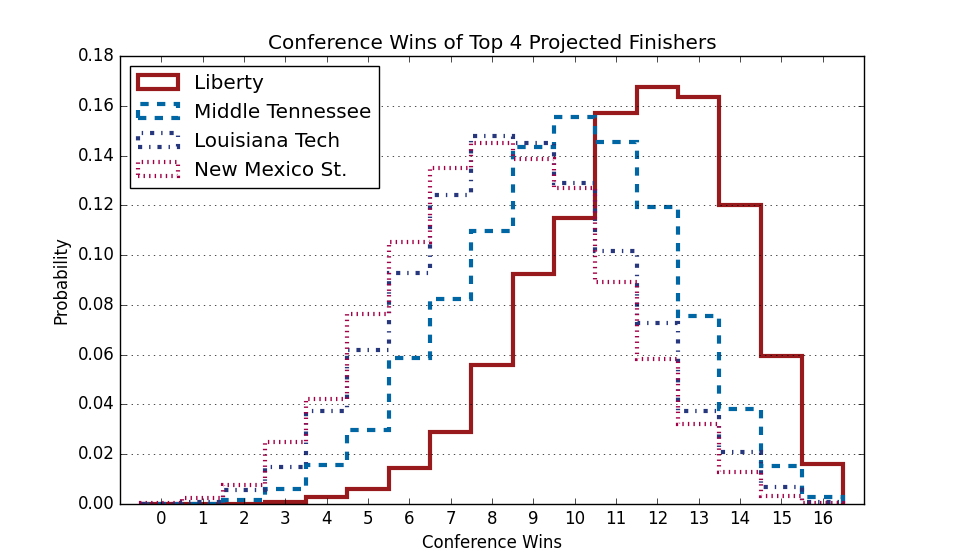 Conference Wins of Top 4 Projected Finishers
Liberty
Middle Tennessee
Louisiana Tech
New Mexico St.
0.18
0.16
0.14
0.12
0.10
0.08
0.06
0.04
0.02
0.00
Probability
0 1 2 3 4 5 6 7 8 9 10 11 12 13 14 15 16
Conference Wins